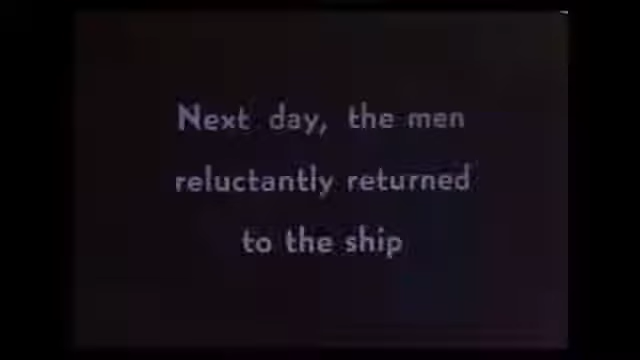 Next day, the men
reluctantly returned
to the ship